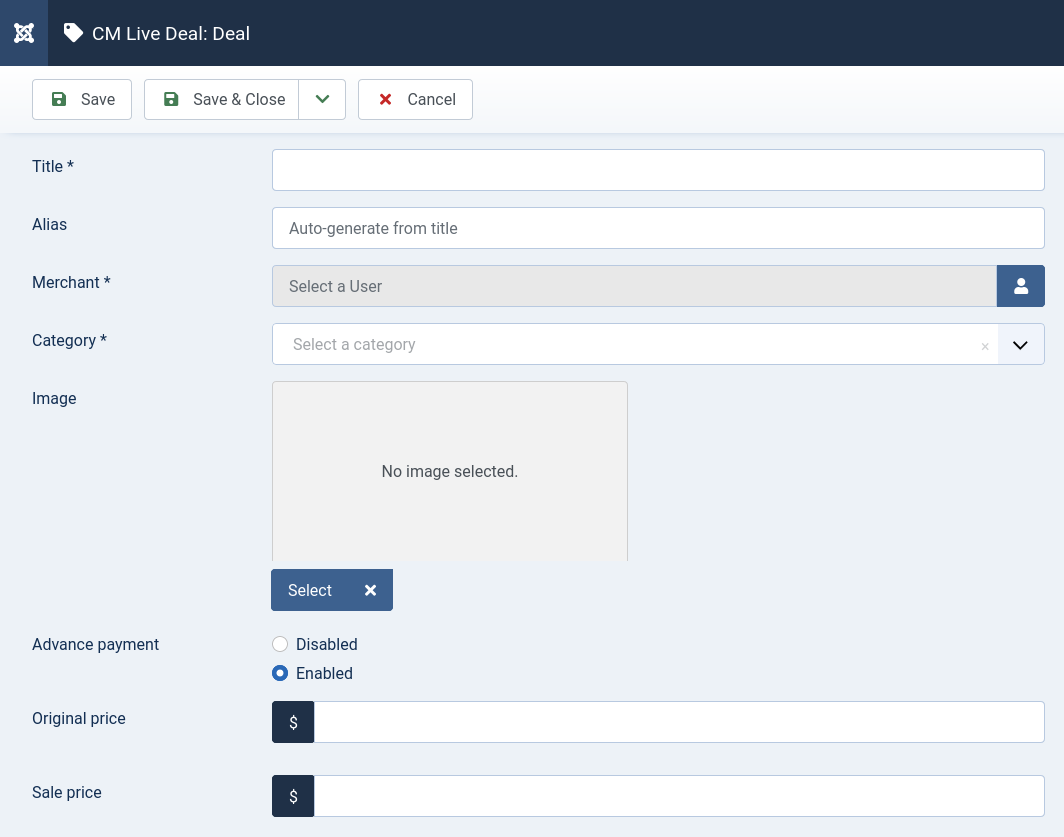 CM Live Deal: Deal
Save
Save & Close
Cancel
Title *
Alias
Auto-generate from title
Merchant *
Select a User
Category *
Select a category
×
Image
No image selected.
Select
Advance payment
Disabled
Enabled
Original price
$
Sale price
$